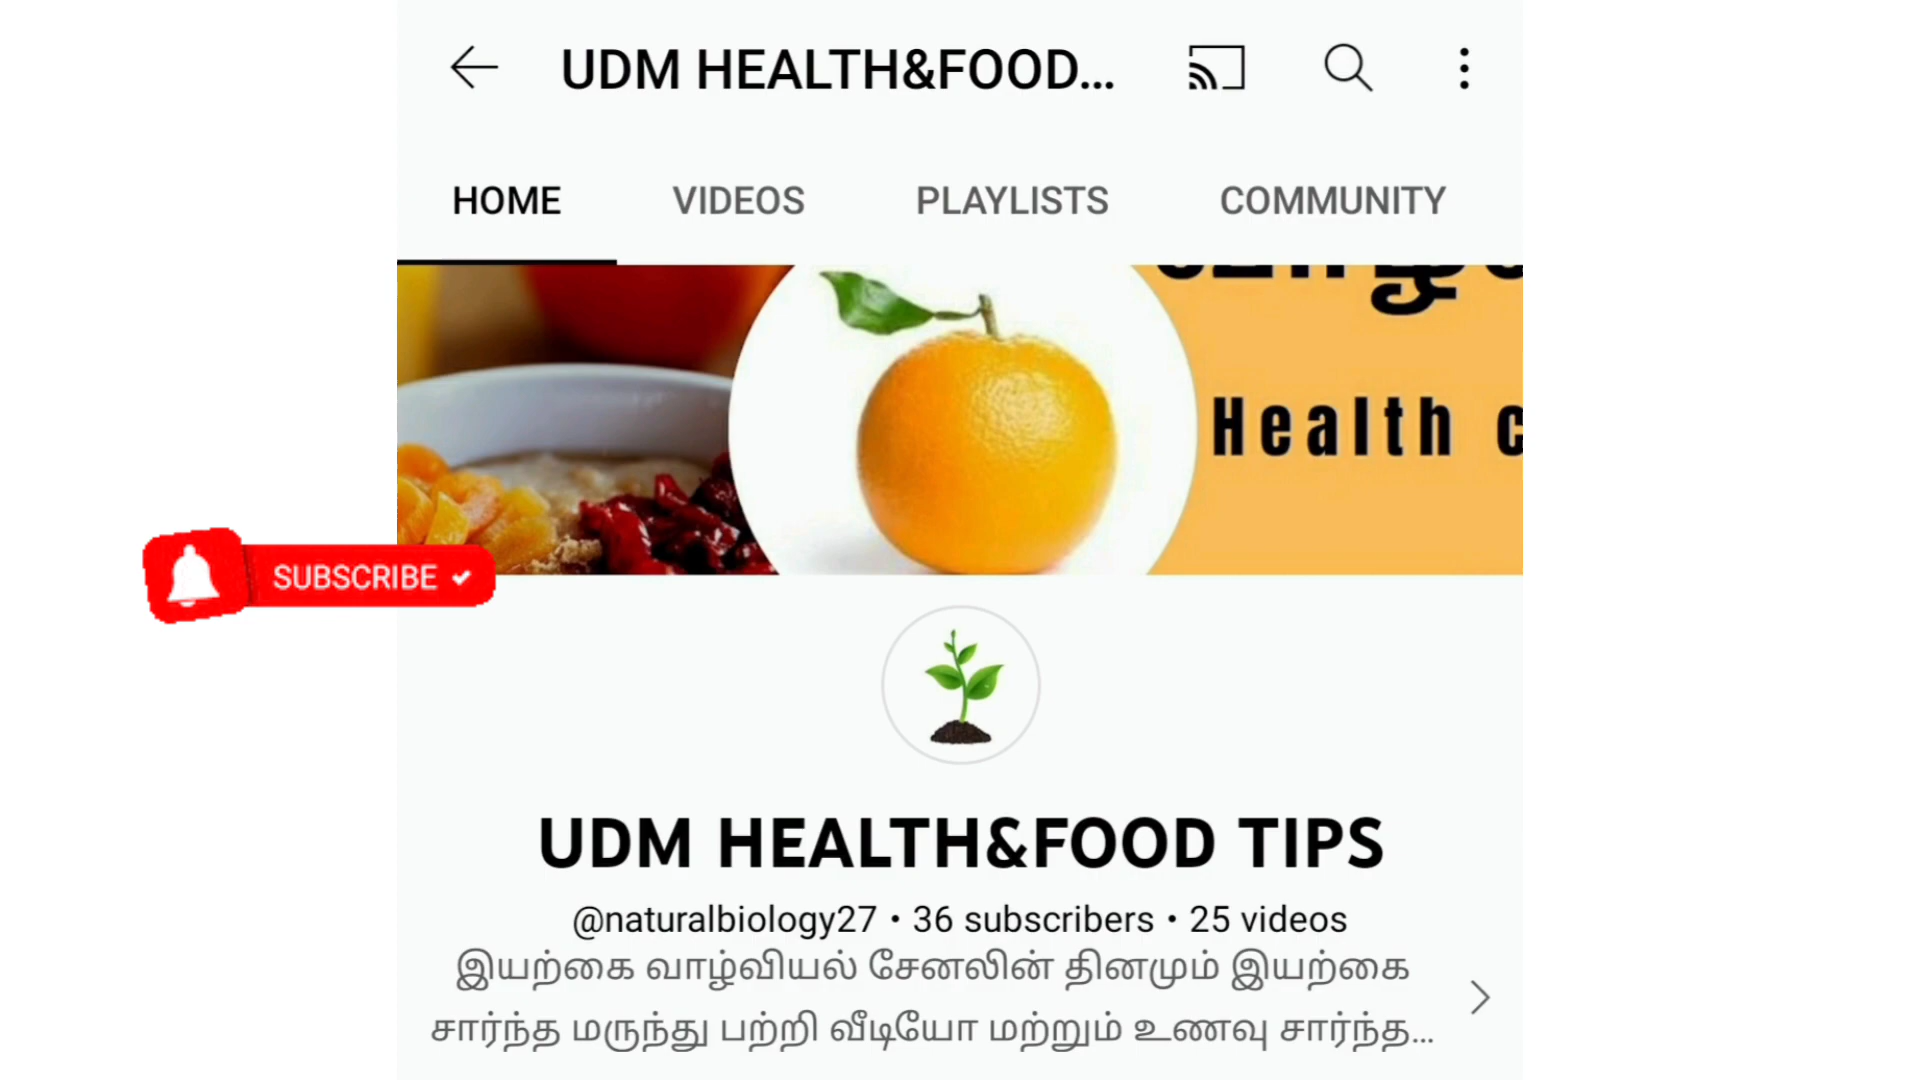 UDM HEALTH&FOOD...
HOME VIDEOS PLAYLISTS COMMUNITY
Health
SUBSCRIBE
UDM HEALTH&FOOD TIPS
@naturalbiology27 • 36 subscribers • 25 videos
இயற்கை வாழ்வியல் சேனலின் தினமும் இயற்கை
சார்ந்த மருந்து பற்றி வீடியோ மற்றும் உணவு சார்ந்த...